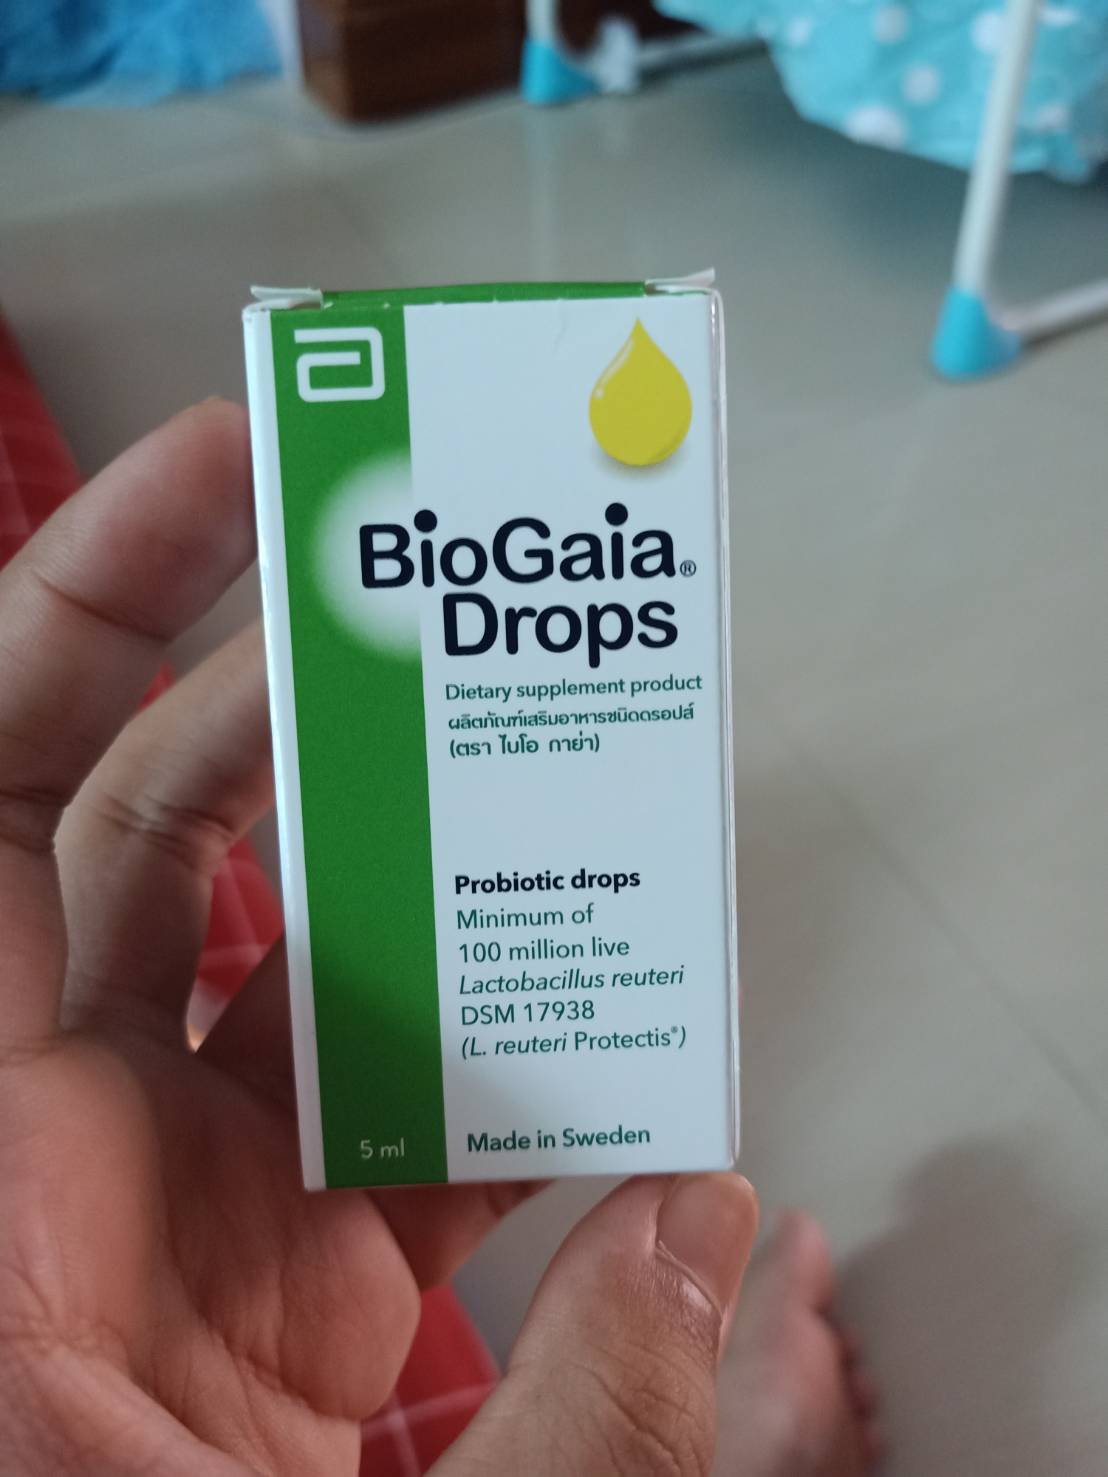 BioGaia®
Drops
Dietary supplement product
ผลิตภัณฑ์เสริมอาหารชนิดดรอปส์
(ตรา ไบโอ กาย่า)
Probiotic drops
Minimum of
100 million live
Lactobacillus reuteri
DSM 17938
(L. reuteri Protectis®)
5 ml
Made in Sweden